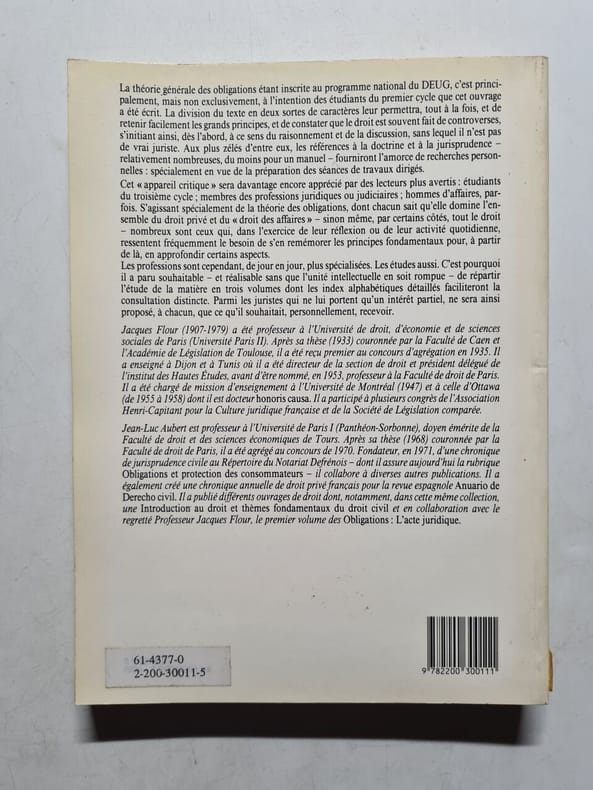 La théorie générale des obligations étant inscrite au programme national du DEUG, c'est princi-
palement, mais non exclusivement, à l'intention des étudiants du premier cycle que cet ouvrage
a été écrit. La division du texte en deux sortes de caractères leur permettra, tout à la fois, et de
retenir facilement les grands principes, et de constater que le droit est souvent fait de controverses,
s'initiant ainsi, dès l'abord, à ce sens du raisonnement et de la discussion, sans lequel il n'est pas
de vrai juriste. Aux plus zélés d'entre eux, les références à la doctrine et à la jurisprudence –
relativement nombreuses, du moins pour un manuel – fourniront l'amorce de recherches person-
nelles : spécialement en vue de la préparation des séances de travaux dirigés.
Cet « appareil critique » sera davantage encore apprécié par des lecteurs plus avertis : étudiants
du troisième cycle ; membres des professions juridiques ou judiciaires ; hommes d'affaires, par-
fois. S'agissant spécialement de la théorie des obligations, dont chacun sait qu'elle domine l'en-
semble du droit privé et du « droit des affaires » – sinon même, par certains côtés, tout le droit
– nombreux sont ceux qui, dans l'exercice de leur réflexion ou de leur activité quotidienne,
ressentent fréquemment le besoin de s'en remémorer les principes fondamentaux pour, à partir
de là, en approfondir certains aspects.
Les professions sont cependant, de jour en jour, plus spécialisées. Les études aussi. C'est pourquoi
il a paru souhaitable – et réalisable sans que l'unité intellectuelle en soit rompue – de répartir
l'étude de la matière en trois volumes dont les index alphabétiques détaillés faciliteront la
consultation distincte. Parmi les juristes qui ne lui portent qu'un intérêt partiel, ne sera ainsi
proposé, à chacun, que ce qu'il souhaitait, personnellement, recevoir.
Jacques Flour (1907-1979) a été professeur à l'Université de droit, d'économie et de sciences
sociales de Paris (Université Paris II). Après sa thèse (1933) couronnée par la Faculté de Caen et
l'Académie de Législation de Toulouse, il a été reçu premier au concours d'agrégation en 1935. Il
a enseigné à Dijon et à Tunis où il a été directeur de la section de droit et président délégué de
l'institut des Hautes Études, avant d'être nommé, en 1953, professeur à la Faculté de droit de Paris.
Il a été chargé de mission d'enseignement à l'Université de Montréal (1947) et à celle d'Ottawa
(de 1955 à 1958) dont il est docteur honoris causa. Il a participé à plusieurs congrès de l'Association
Henri-Capitant pour la Culture juridique française et de la Société de Législation comparée.
Jean-Luc Aubert est professeur à l'Université de Paris I (Panthéon-Sorbonne), doyen émérite de la
Faculté de droit et des sciences économiques de Tours. Après sa thèse (1968) couronnée par la
Faculté de droit de Paris, il a été agrégé au concours de 1970. Fondateur, en 1971, d'une chronique
de jurisprudence civile au Répertoire du Notariat Defrénois – dont il assure aujourd'hui la rubrique
Obligations et protection des consommateurs – il collabore à diverses autres publications. Il a
également créé une chronique annuelle de droit privé français pour la revue espagnole Anuario de
Derecho civil. Il a publié différents ouvrages de droit dont, notamment, dans cette même collection,
une Introduction au droit et thèmes fondamentaux du droit civil et en collaboration avec le
regretté Professeur Jacques Flour, le premier volume des Obligations : L'acte juridique.
61-4377-0
2-200-30011-5
9 782200 300111